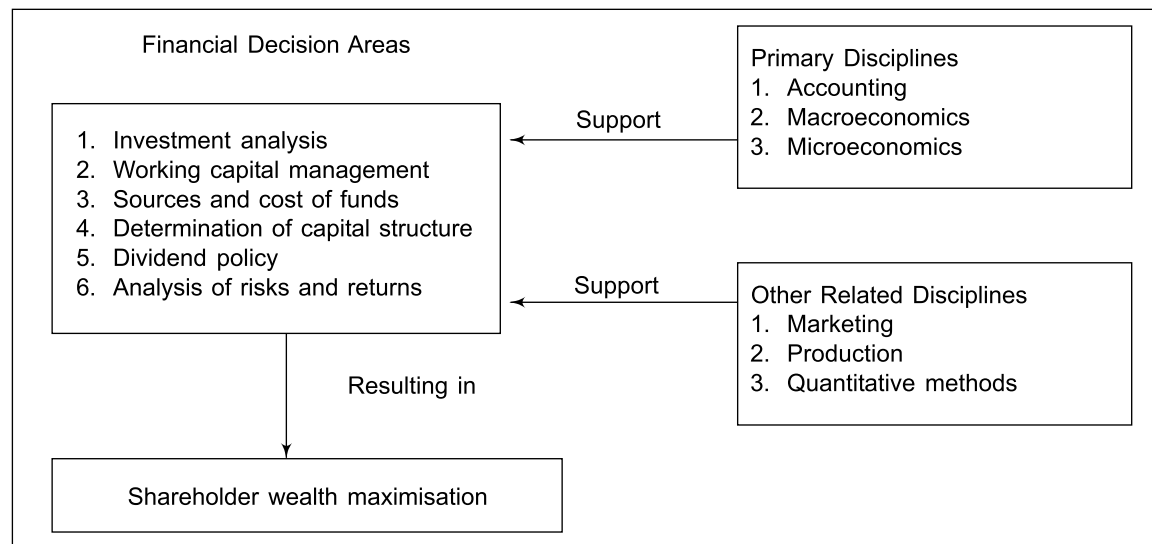 Financial Decision Areas
1. Investment analysis
2. Working capital management
3. Sources and cost of funds
4. Determination of capital structure
5. Dividend policy
6. Analysis of risks and returns
Support
Primary Disciplines
1. Accounting
2. Macroeconomics
3. Microeconomics
Support
Other Related Disciplines
1. Marketing
2. Production
3. Quantitative methods
Resulting in
Shareholder wealth maximisation